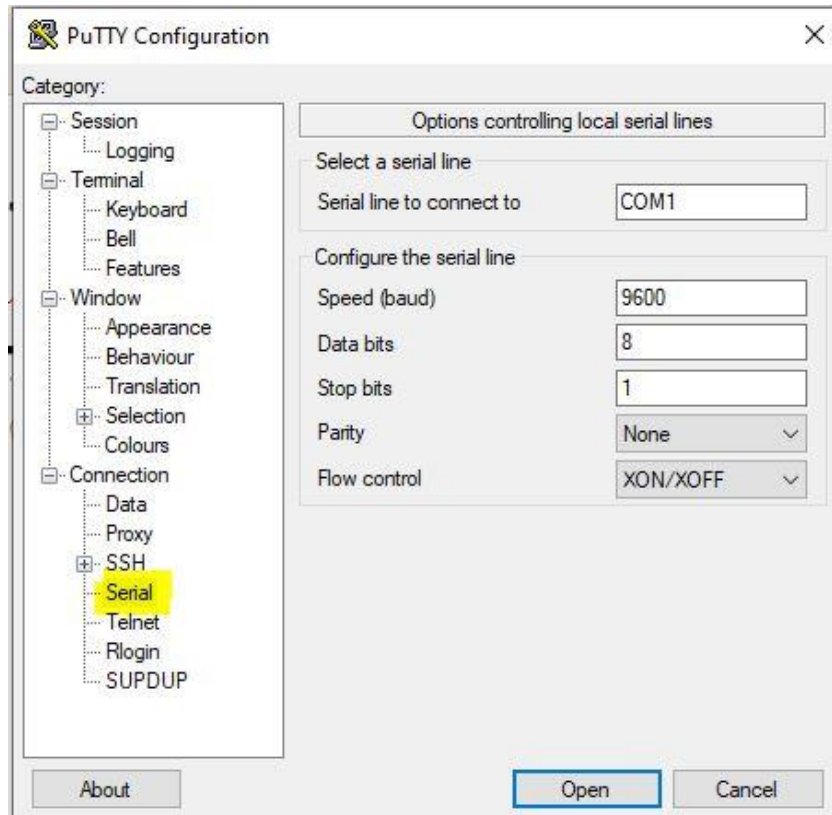 PuTTY Configuration
Category:
Session
Logging
Terminal
Keyboard
Bell
Features
Window
Appearance
Behaviour
Translation
Selection
Colours
Connection
Data
Proxy
SSH
Serial
Telnet
Rlogin
SUPDUP
Options controlling local serial lines
Select a serial line
Serial line to connect to COM1
Configure the serial line
Speed (baud) 9600
Data bits 8
Stop bits 1
Parity None
Flow control XON/XOFF
About Open Cancel